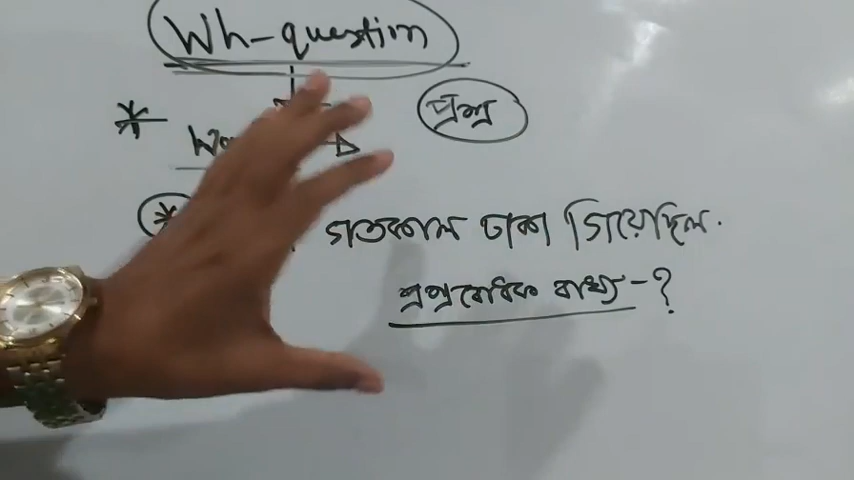 Wh-question
প্রশ্ন
গতকাল ঢাকা গিয়েছিল.
প্রশ্নবোধক বাক্য -?